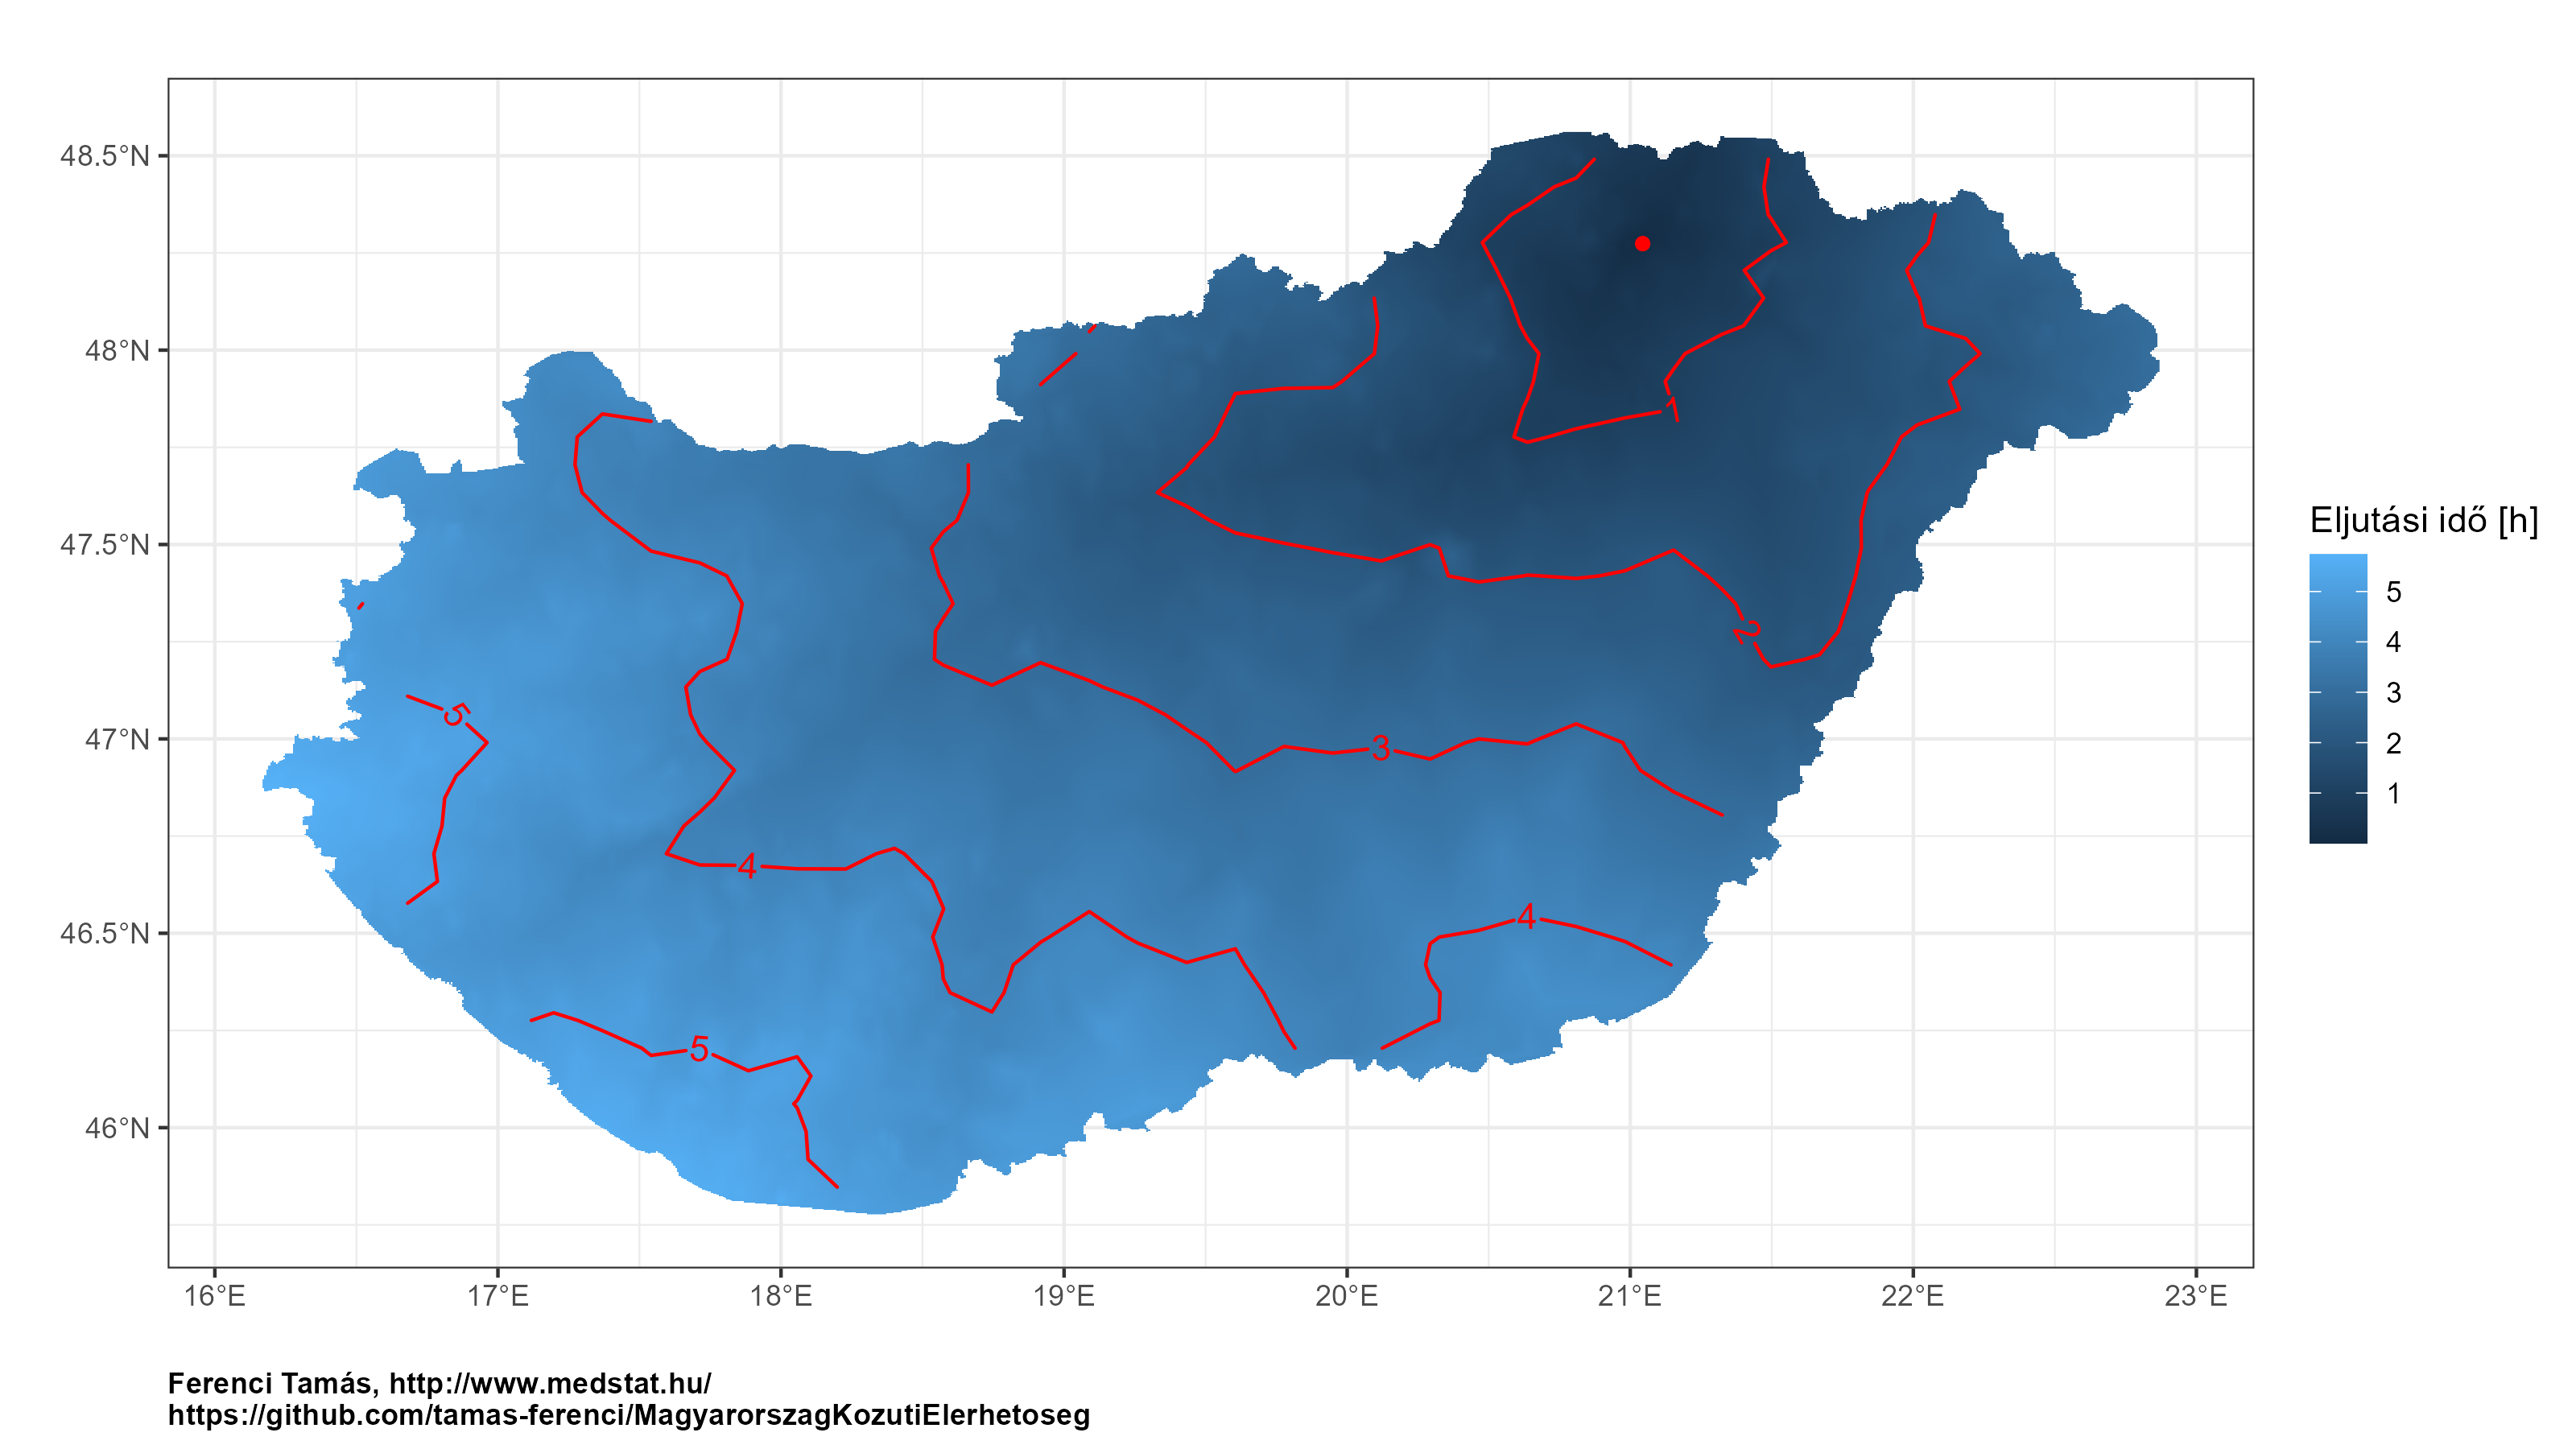 48.5°N
48°N
47.5°N
47°N
46.5°N
46°N
16°E 17°E 18°E 19°E 20°E 21°E 22°E 23°E
1
2
3
4
4
5
5
Eljutási idő [h]
5
4
3
2
1
Ferenci Tamás, http://www.medstat.hu/
https://github.com/tamas-ferenci/MagyarorszagKozutiElerhetoseg